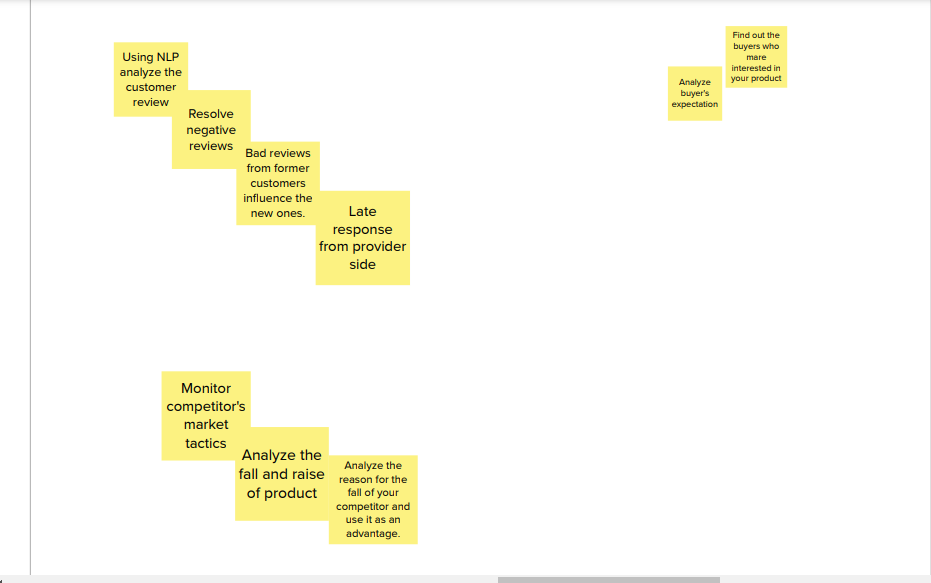 Using NLP
analyze the
customer
review
Resolve
negative
reviews
Bad reviews
from former
customers
influence the
new ones.
Late
response
from provider
side
Find out the
buyers who
mare
interested in
your product
Analyze
buyer's
expectation
Monitor
competitor's
market
tactics
Analyze the
fall and raise
of product
Analyze the
reason for the
fall of your
competitor and
use it as an
advantage.